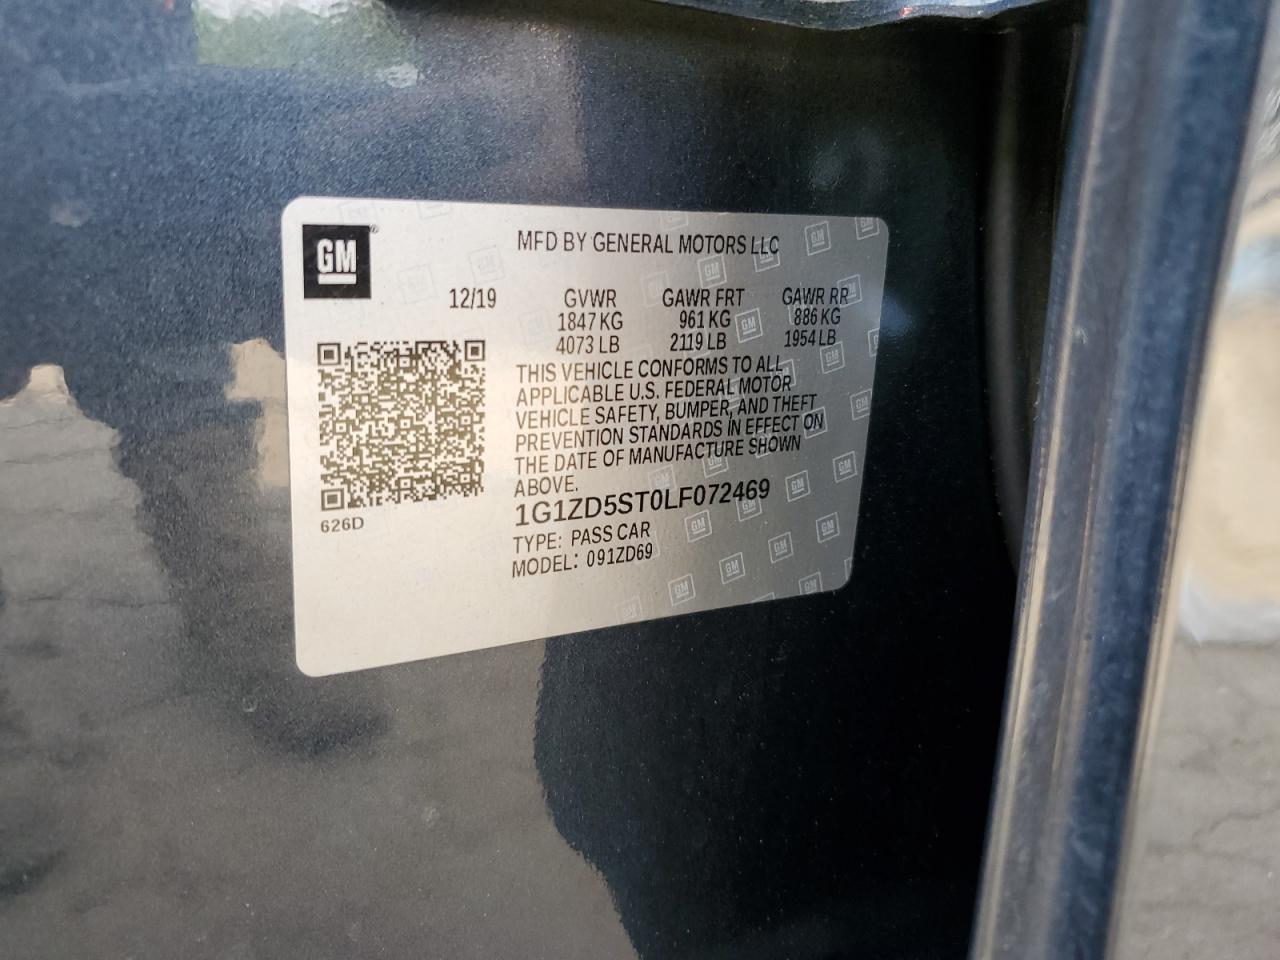 GM
MFD BY GENERAL MOTORS LLC
12/19 GVWR GAWR FRT GAWR RR
1847 KG 961 KG 886 KG
4073 LB 2119 LB 1954 LB
THIS VEHICLE CONFORMS TO ALL
APPLICABLE U.S. FEDERAL MOTOR
VEHICLE SAFETY, BUMPER, AND THEFT
PREVENTION STANDARDS IN EFFECT ON
THE DATE OF MANUFACTURE SHOWN
ABOVE.
626D
1G1ZD5ST0LF072469
TYPE: PASS CAR
MODEL: 091ZD69